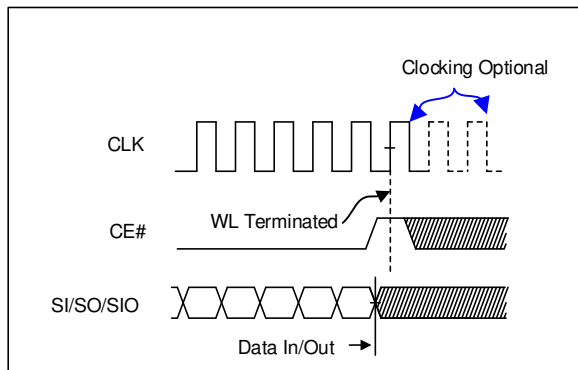 Clocking Optional
CLK
WL Terminated
CE#
SI/SO/SIO
Data In/Out